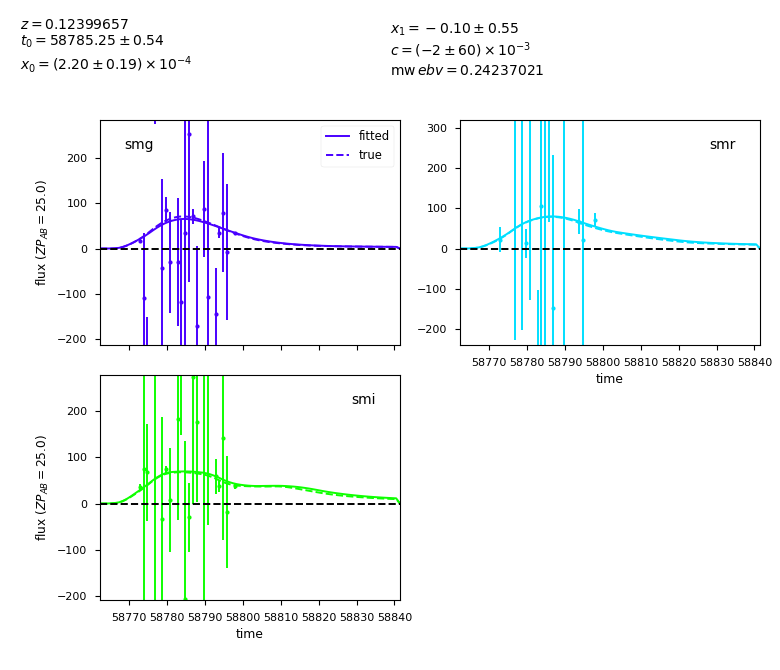 z = 0.12399657
t₀ = 58785.25 ± 0.54
x₀ = (2.20 ± 0.19) × 10⁻⁴
x₁ = −0.10 ± 0.55
c = (−2 ± 60) × 10⁻³
mw ebv = 0.24237021
smg
fitted
true
200
100
0
−100
−200
flux (ZP_AB = 25.0)
smr
300
200
100
0
−100
−200
58770 58780 58790 58800 58810 58820 58830 58840
time
smi
200
100
0
−100
−200
flux (ZP_AB = 25.0)
58770 58780 58790 58800 58810 58820 58830 58840
time